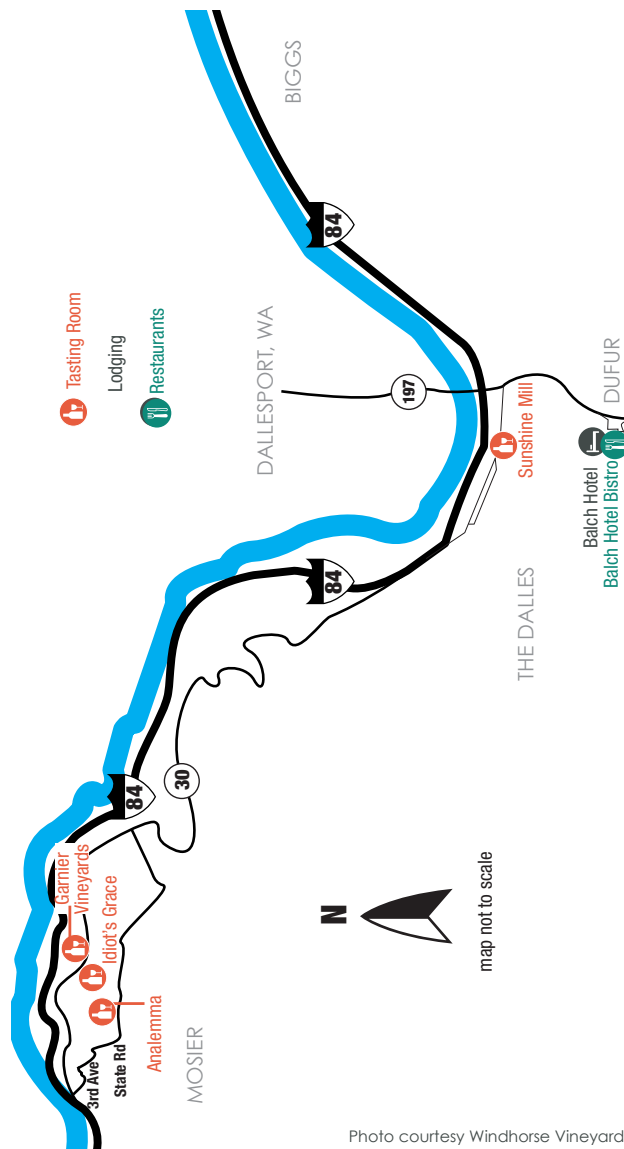 Tasting Room
Lodging
Restaurants
BIGGS
84
DALLESPORT, WA
197
DUFUR
Sunshine Mill
Balch Hotel
Balch Hotel Bistro
84
THE DALLES
84
30
Garnier
Vineyards
Idiot's Grace
Analemma
3rd Ave
State Rd
MOSIER
N
map not to scale
Photo courtesy Windhorse Vineyard